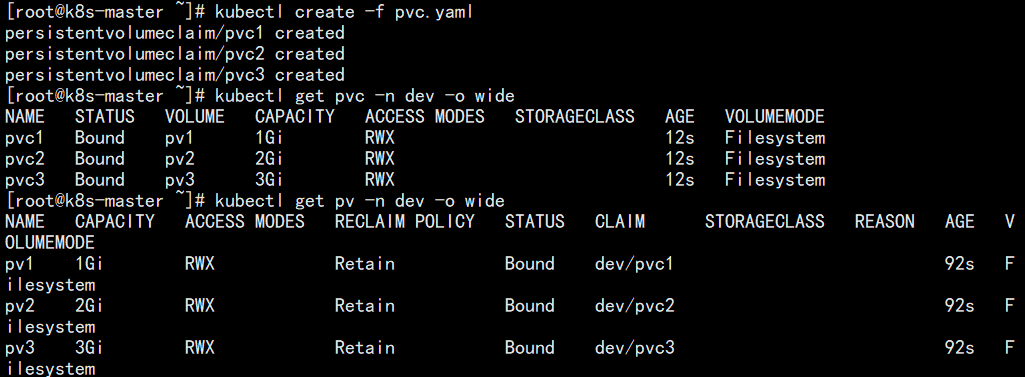 [root@k8s-master ~]# kubectl create -f pvc.yaml
persistentvolumeclaim/pvc1 created
persistentvolumeclaim/pvc2 created
persistentvolumeclaim/pvc3 created
[root@k8s-master ~]# kubectl get pvc -n dev -o wide
NAME   STATUS   VOLUME   CAPACITY   ACCESS MODES   STORAGECLASS   AGE   VOLUMEMODE
pvc1   Bound    pv1      1Gi        RWX                           12s   Filesystem
pvc2   Bound    pv2      2Gi        RWX                           12s   Filesystem
pvc3   Bound    pv3      3Gi        RWX                           12s   Filesystem
[root@k8s-master ~]# kubectl get pv -n dev -o wide
NAME   CAPACITY   ACCESS MODES   RECLAIM POLICY   STATUS   CLAIM      STORAGECLASS   REASON   AGE   V
OLUMEMODE
pv1    1Gi        RWX            Retain           Bound    dev/pvc1                           92s   F
ilesystem
pv2    2Gi        RWX            Retain           Bound    dev/pvc2                           92s   F
ilesystem
pv3    3Gi        RWX            Retain           Bound    dev/pvc3                           92s   F
ilesystem